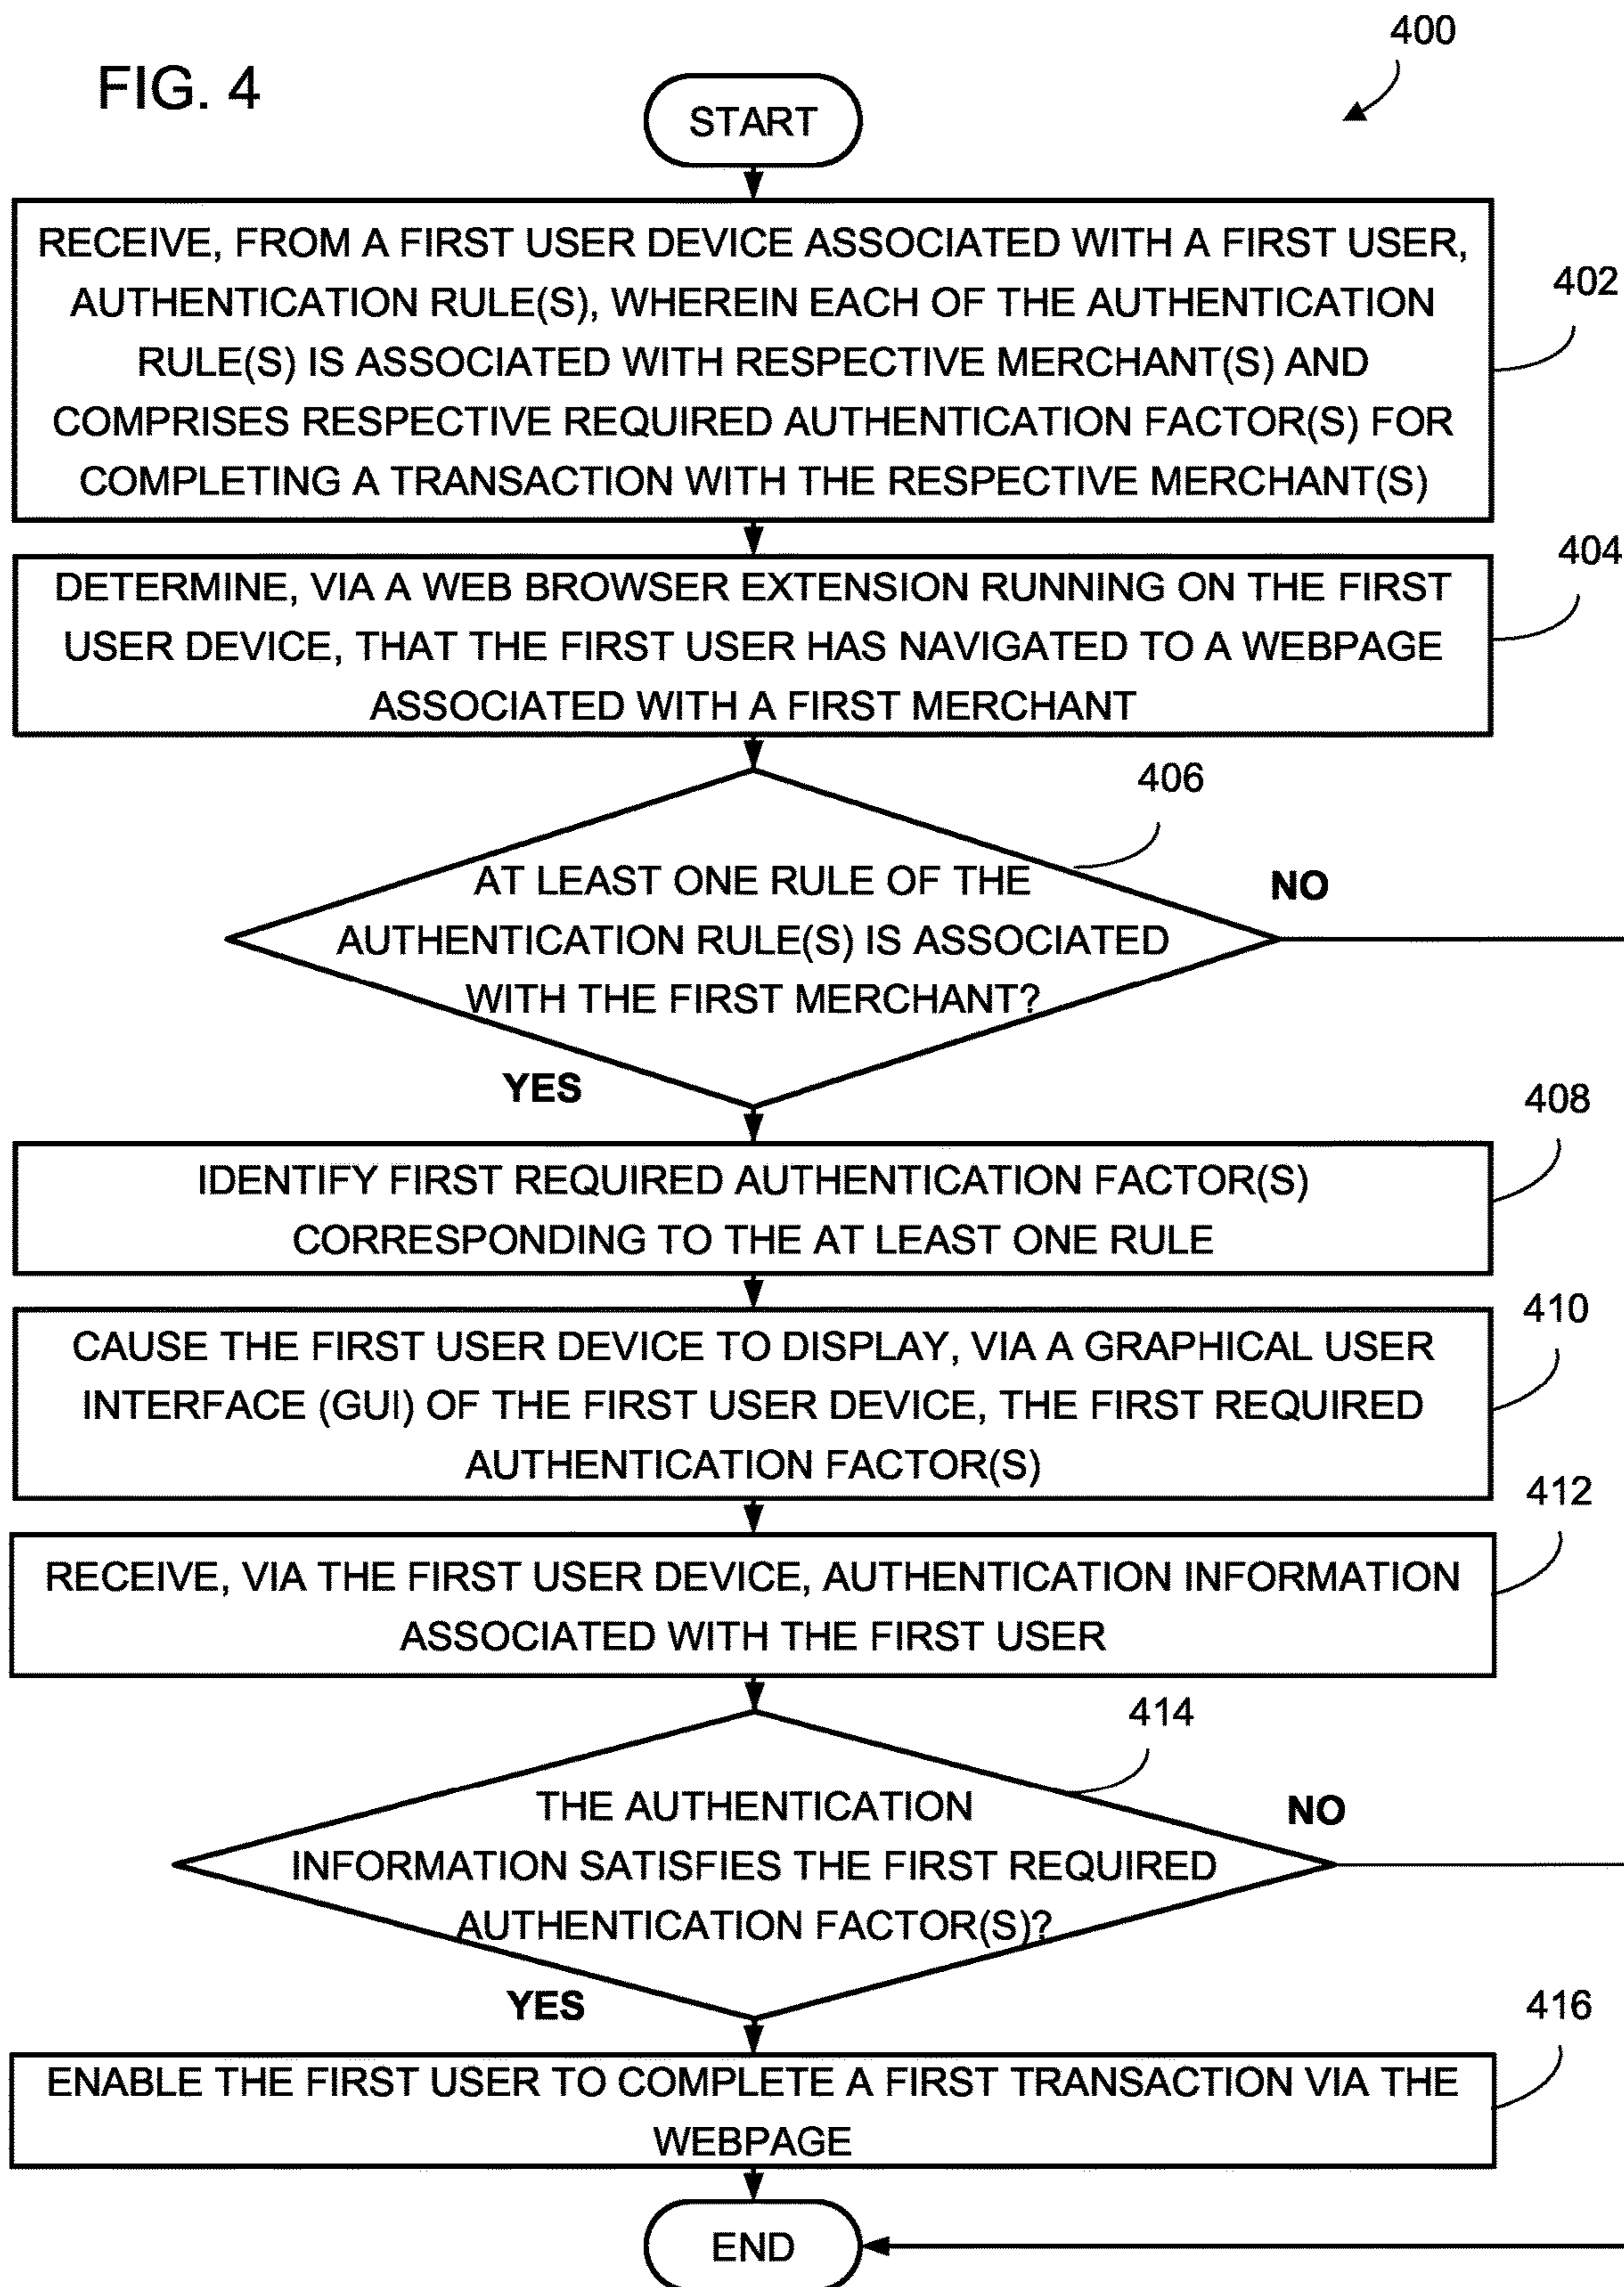 400
FIG. 4
START
RECEIVE, FROM A FIRST USER DEVICE ASSOCIATED WITH A FIRST USER,
AUTHENTICATION RULE(S), WHEREIN EACH OF THE AUTHENTICATION
RULE(S) IS ASSOCIATED WITH RESPECTIVE MERCHANT(S) AND
COMPRISES RESPECTIVE REQUIRED AUTHENTICATION FACTOR(S) FOR
COMPLETING A TRANSACTION WITH THE RESPECTIVE MERCHANT(S)
402
DETERMINE, VIA A WEB BROWSER EXTENSION RUNNING ON THE FIRST
USER DEVICE, THAT THE FIRST USER HAS NAVIGATED TO A WEBPAGE
ASSOCIATED WITH A FIRST MERCHANT
404
406
AT LEAST ONE RULE OF THE
AUTHENTICATION RULE(S) IS ASSOCIATED
WITH THE FIRST MERCHANT?
NO
YES
408
IDENTIFY FIRST REQUIRED AUTHENTICATION FACTOR(S)
CORRESPONDING TO THE AT LEAST ONE RULE
410
CAUSE THE FIRST USER DEVICE TO DISPLAY, VIA A GRAPHICAL USER
INTERFACE (GUI) OF THE FIRST USER DEVICE, THE FIRST REQUIRED
AUTHENTICATION FACTOR(S)
412
RECEIVE, VIA THE FIRST USER DEVICE, AUTHENTICATION INFORMATION
ASSOCIATED WITH THE FIRST USER
414
THE AUTHENTICATION
INFORMATION SATISFIES THE FIRST REQUIRED
AUTHENTICATION FACTOR(S)?
NO
YES
416
ENABLE THE FIRST USER TO COMPLETE A FIRST TRANSACTION VIA THE
WEBPAGE
END